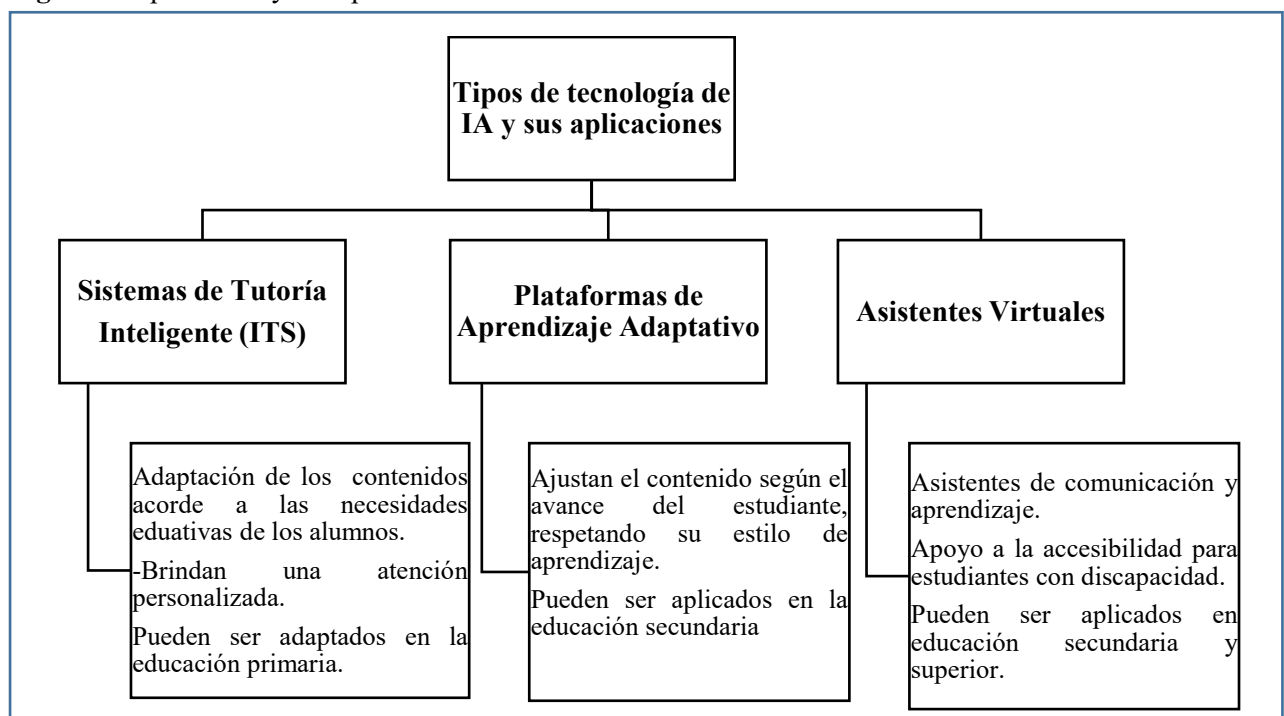 Tipos de tecnología de
IA y sus aplicaciones
Sistemas de Tutoría
Inteligente (ITS)
Adaptación de los contenidos
acorde a las necesidades
eduativas de los alumnos.
-Brindan una atención
personalizada.
Pueden ser adaptados en la
educación primaria.
Plataformas de
Aprendizaje Adaptativo
Ajustan el contenido según el
avance del estudiante,
respetando su estilo de
aprendizaje.
Pueden ser aplicados en la
educación secundaria
Asistentes Virtuales
Asistentes de comunicación y
aprendizaje.
Apoyo a la accesibilidad para
estudiantes con discapacidad.
Pueden ser aplicados en
educación secundaria y
superior.